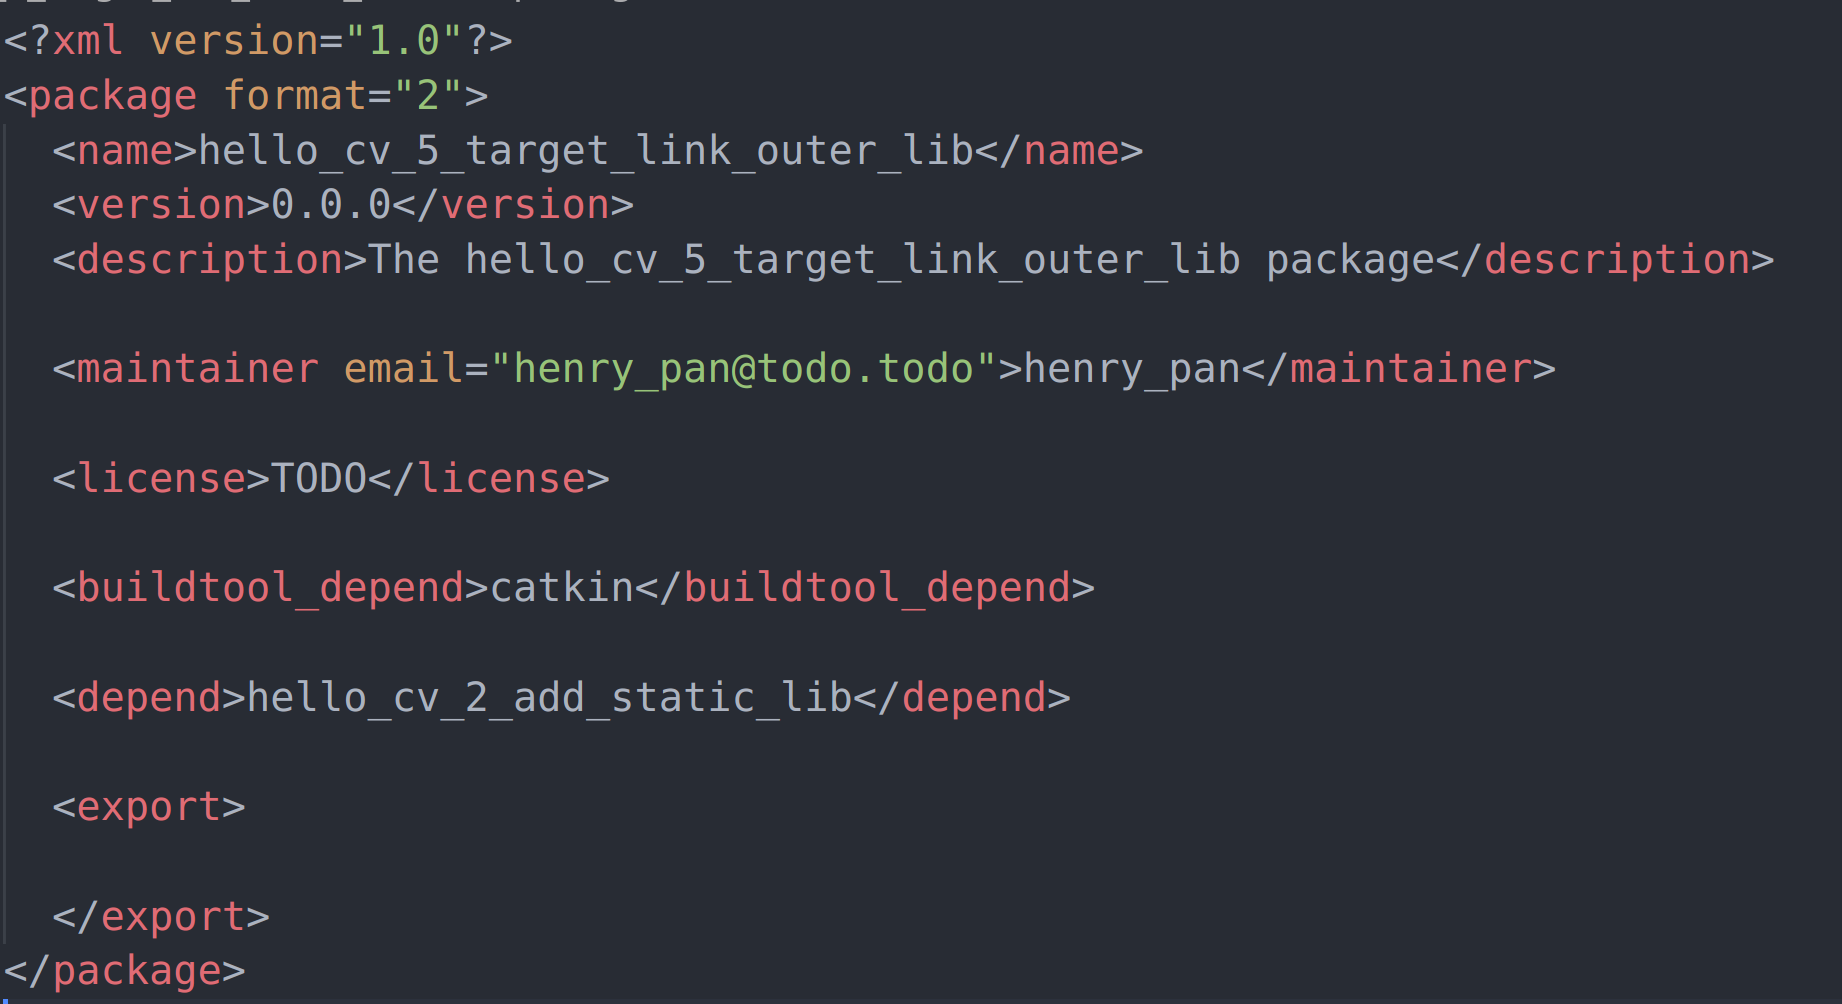 <?xml version="1.0"?>
<package format="2">
  <name>hello_cv_5_target_link_outer_lib</name>
  <version>0.0.0</version>
  <description>The hello_cv_5_target_link_outer_lib package</description>
  <maintainer email="henry_pan@todo.todo">henry_pan</maintainer>
  <license>TODO</license>
  <buildtool_depend>catkin</buildtool_depend>
  <depend>hello_cv_2_add_static_lib</depend>
  <export>
  </export>
</package>